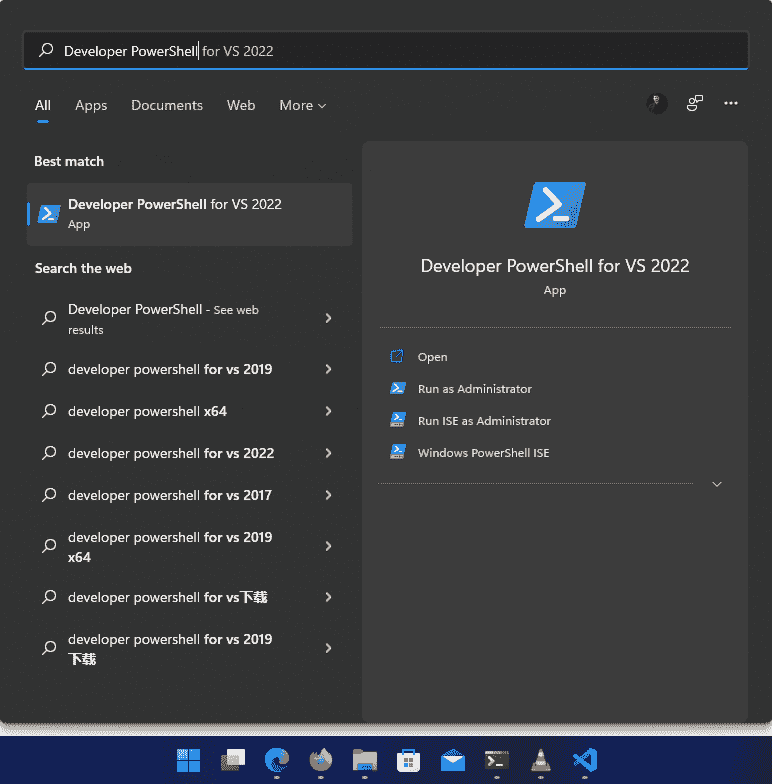 Developer PowerShell for VS 2022
All Apps Documents Web More
Best match
Developer PowerShell for VS 2022
App
Search the web
Developer PowerShell - See web
results
developer powershell for vs 2019
developer powershell x64
developer powershell for vs 2022
developer powershell for vs 2017
developer powershell for vs 2019
x64
developer powershell for vs下载
developer powershell for vs 2019
下载
Developer PowerShell for VS 2022
App
Open
Run as Administrator
Run ISE as Administrator
Windows PowerShell ISE